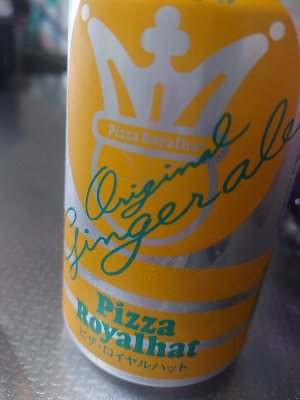 Pizza Royalhat
Original
Gingerale
Pizza
Royalhat
ピザ・ロイヤルハット